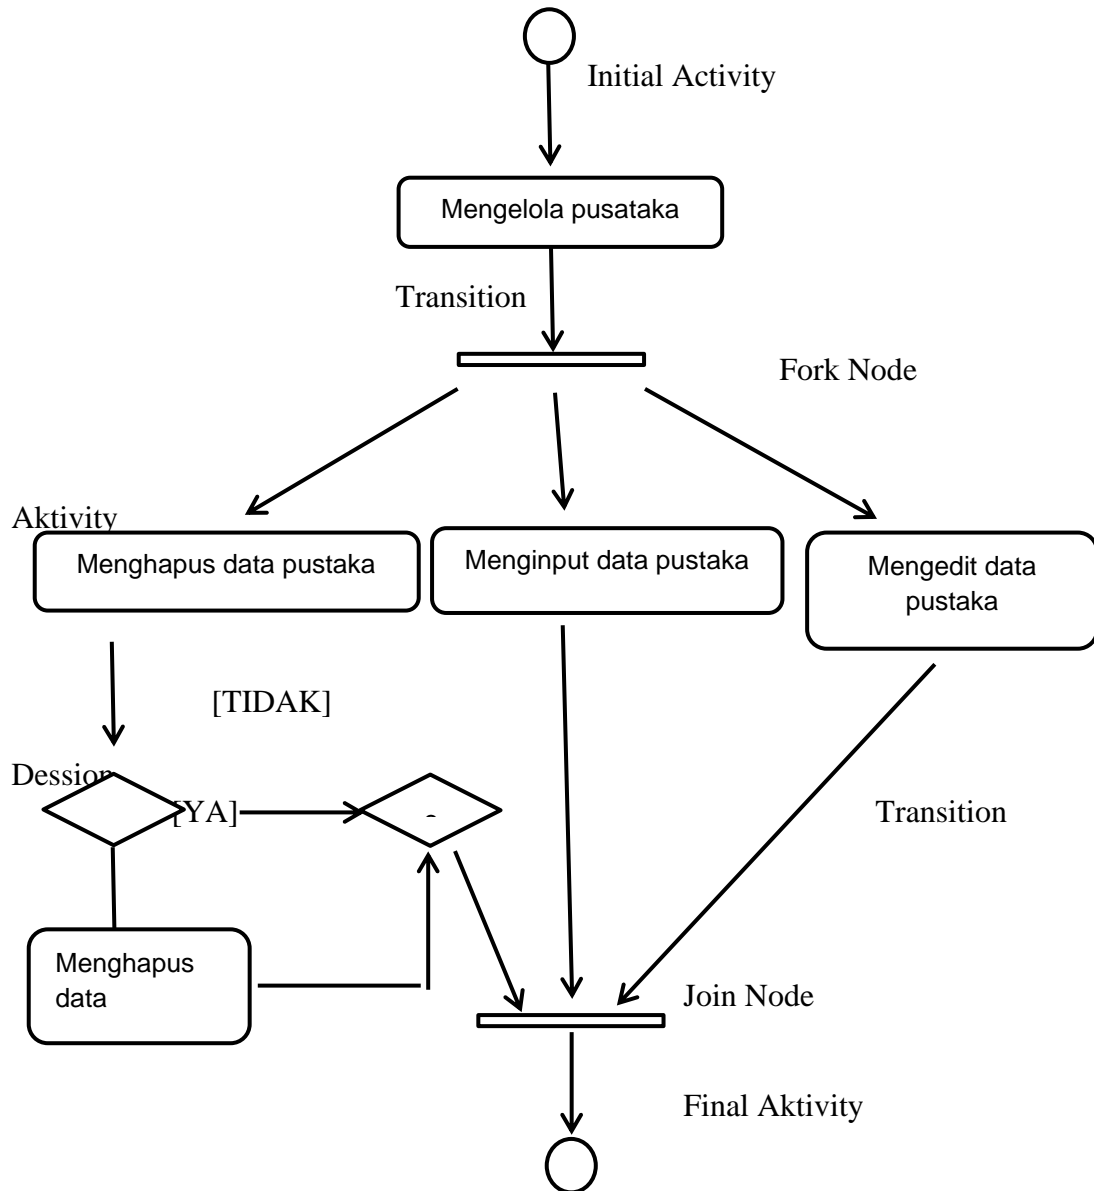 Initial Activity
Mengelola pusataka
Transition
Fork Node
Aktivity
Menghapus data pustaka
Menginput data pustaka
Mengedit data
pustaka
[TIDAK]
Dession
[YA]
Transition
Menghapus
data
Join Node
Final Aktivity